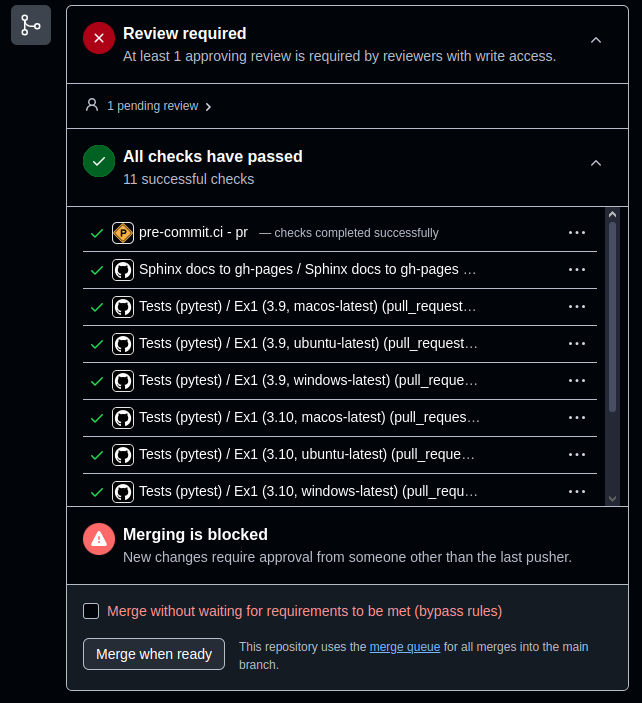 Review required
At least 1 approving review is required by reviewers with write access.
1 pending review
All checks have passed
11 successful checks
P pre-commit.ci - pr — checks completed successfully
Sphinx docs to gh-pages / Sphinx docs to gh-pages …
Tests (pytest) / Ex1 (3.9, macos-latest) (pull_request…
Tests (pytest) / Ex1 (3.9, ubuntu-latest) (pull_request…
Tests (pytest) / Ex1 (3.9, windows-latest) (pull_reque…
Tests (pytest) / Ex1 (3.10, macos-latest) (pull_reques…
Tests (pytest) / Ex1 (3.10, ubuntu-latest) (pull_reque…
Tests (pytest) / Ex1 (3.10, windows-latest) (pull_requ…
Merging is blocked
New changes require approval from someone other than the last pusher.
Merge without waiting for requirements to be met (bypass rules)
Merge when ready
This repository uses the merge queue for all merges into the main
branch.